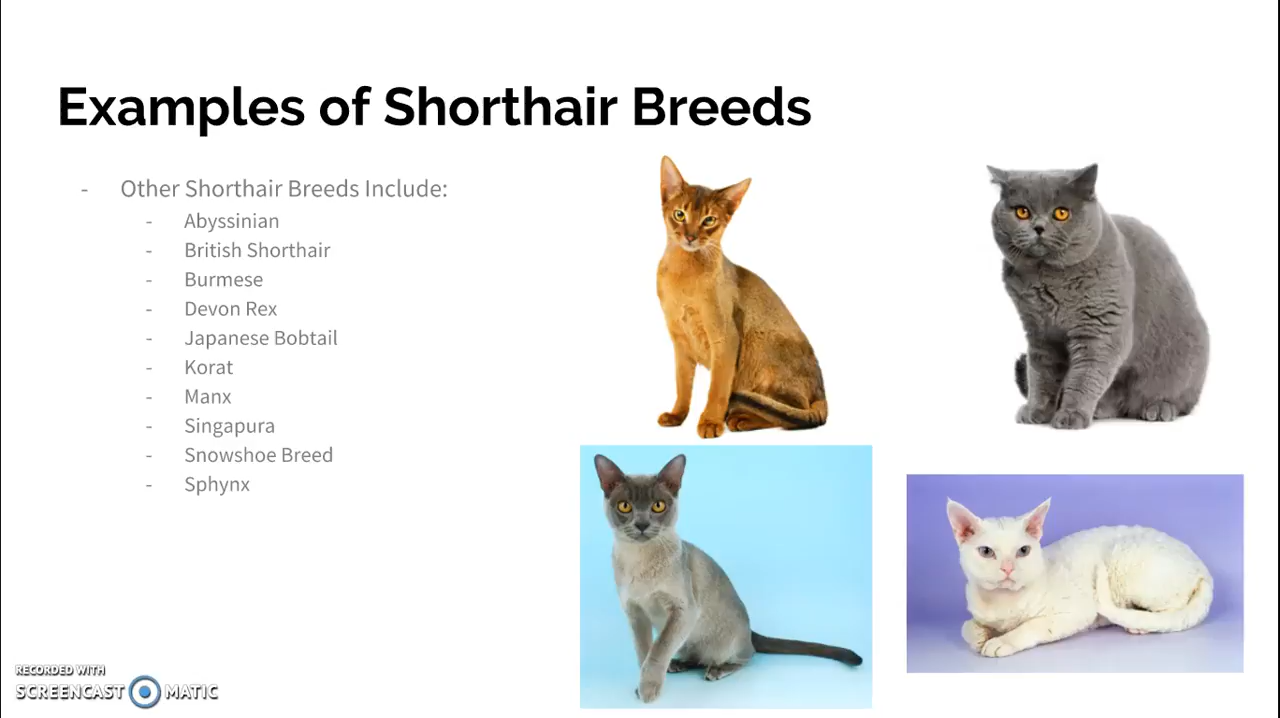 Examples of Shorthair Breeds
- Other Shorthair Breeds Include:
- Abyssinian
- British Shorthair
- Burmese
- Devon Rex
- Japanese Bobtail
- Korat
- Manx
- Singapura
- Snowshoe Breed
- Sphynx
RECORDED WITH
SCREENCAST MATIC